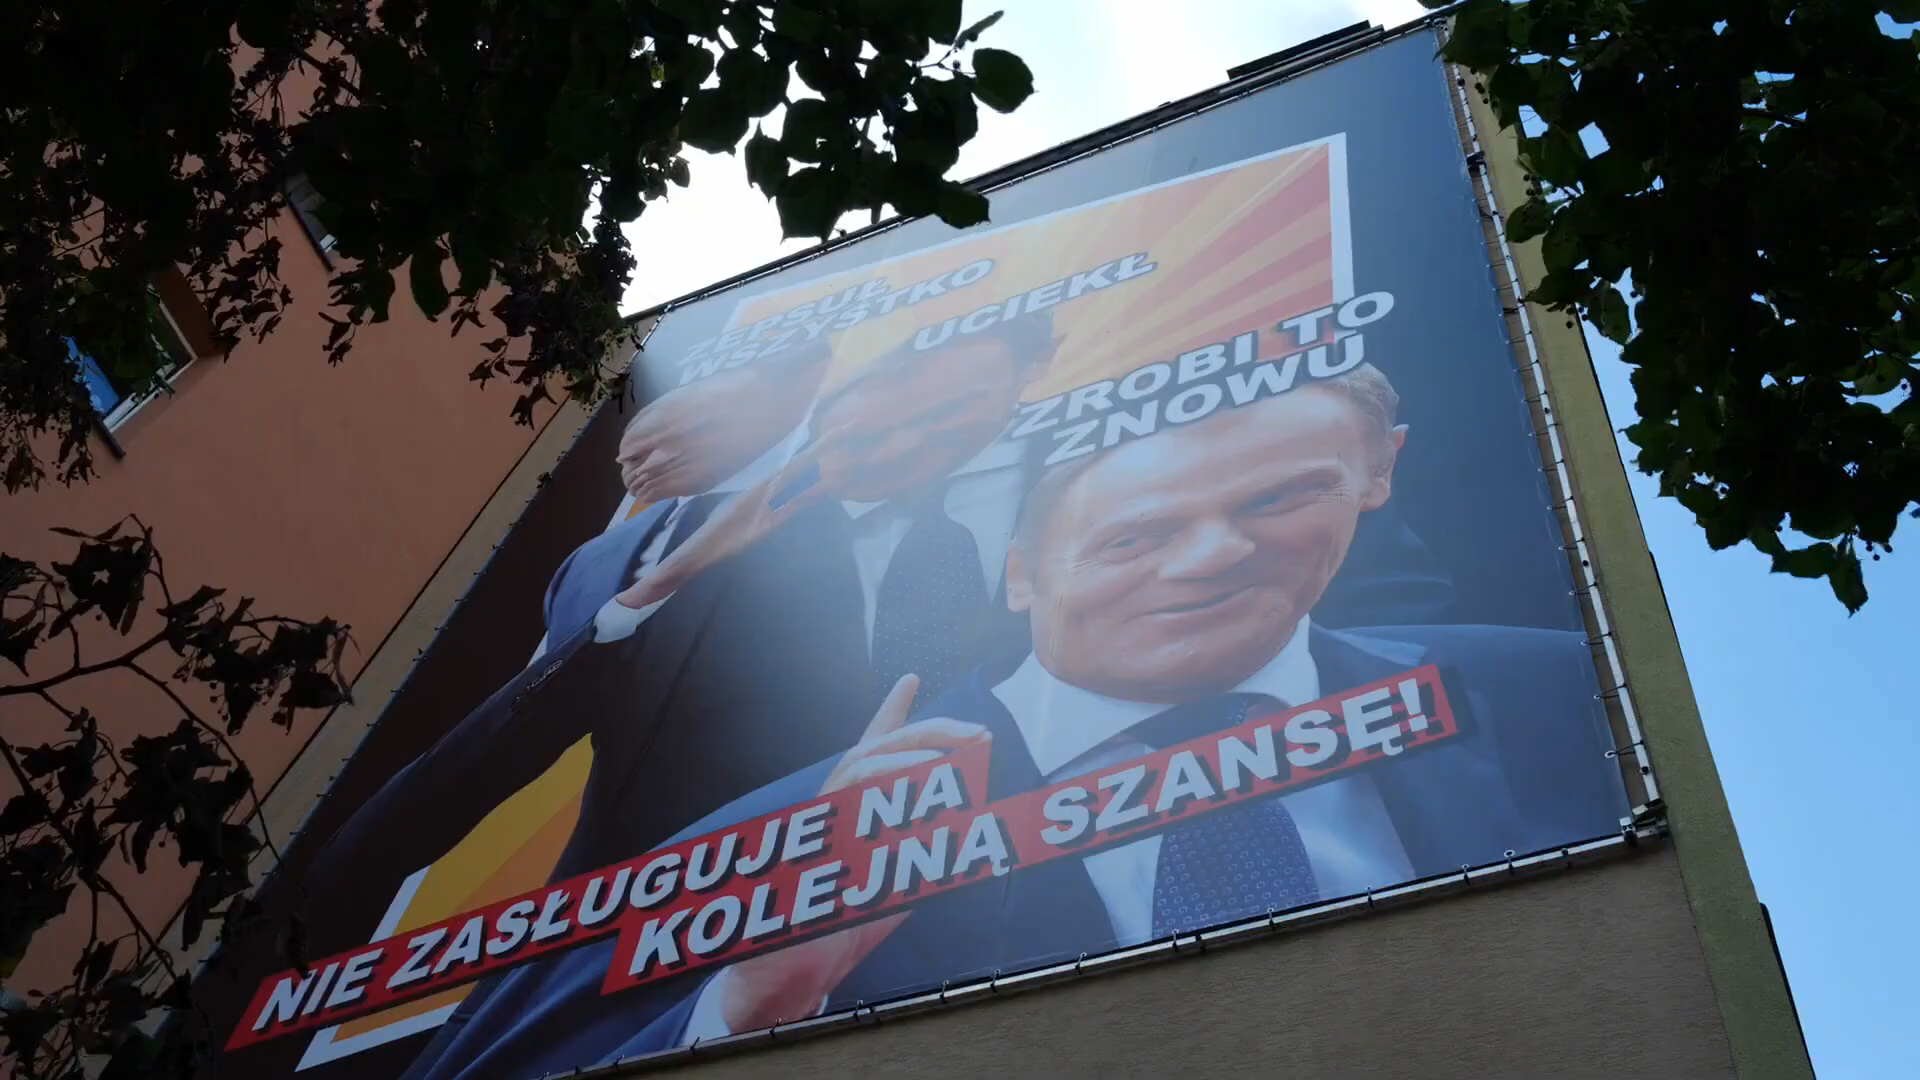 ZEPSUŁ
WSZYSTKO
UCIEKŁ
ZROBI TO
ZNOWU
NIE ZASŁUGUJE NA
KOLEJNĄ SZANSĘ!